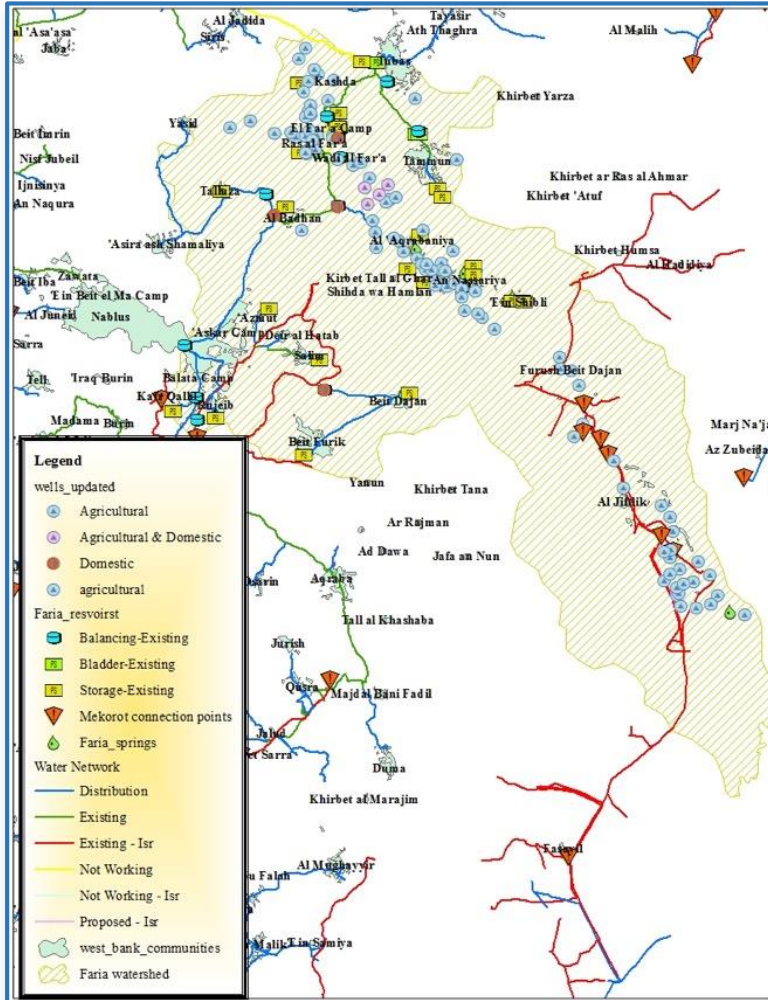 Al Jadida
Tayasir
al 'Asa'asa
Siris
Ath Thaghra
Al Malih
Jaba
Tubas
Kashda
Khirbet Yarza
Yasid
El Far'a Camp
Beit Imrin
Ras al Far'a
Wadi al Far'a
Nisf Jubeil
Tammun
Khirbet ar Ras al Ahmar
Ijnisinya
Talluza
Khirbet 'Atuf
An Naqura
Al Badhan
'Asira ash Shamaliya
Al 'Aqrabaniya
Khirbet Humsa
Al Hadidiya
Zawata
Beit Iba
'Ein Beit el Ma Camp
Kirbet Tall al Ghar
An Nassariya
Shihda wa Hamlan
'Ein Shibli
Al Juneid
Nablus
'Azmut
'Askar Camp
Deir al Hatab
Sarra
Salim
Furush Beit Dajan
Tell
'Iraq Burin
Balata Camp
Kafr Qallil
Rujeib
Beit Dajan
Madama
Burin
Marj Na'ja
Beit Furik
Az Zubeidat
Yanun
Khirbet Tana
Al Jiftlik
Ar Rajman
Ad Dawa
Jafa an Nun
Aqraba
Tall al Khashaba
Jurish
Qusra
Majdal Bani Fadil
Jalud
Duma
Khirbet al Marajim
Fasayil
Al Mughayyir
Falah
Malik
Legend
wells_updated
Agricultural
Agricultural & Domestic
Domestic
agricultural
Faria_resvoirst
Balancing-Existing
PS Bladder-Existing
PS Storage-Existing
Mekorot connection points
Faria_springs
Water Network
Distribution
Existing
Existing - Isr
Not Working
Not Working - Isr
Proposed - Isr
west_bank_communities
Faria watershed